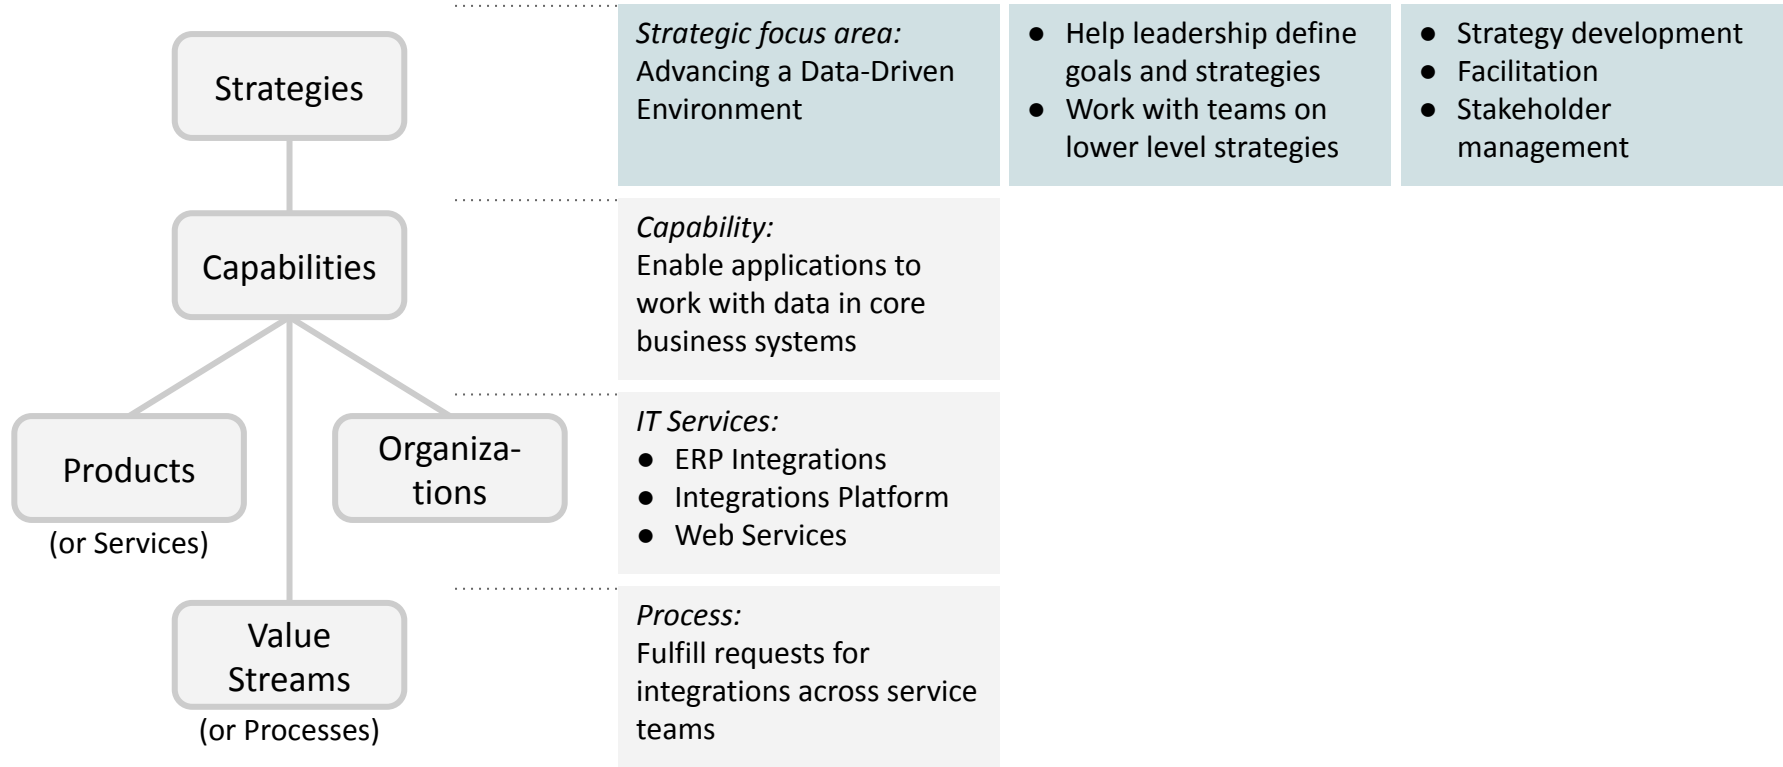 Strategies
Capabilities
Products
(or Services)
Organiza-
tions
Value
Streams
(or Processes)
Strategic focus area:
Advancing a Data-Driven
Environment
● Help leadership define
goals and strategies
● Work with teams on
lower level strategies
● Strategy development
● Facilitation
● Stakeholder
management
Capability:
Enable applications to
work with data in core
business systems
IT Services:
● ERP Integrations
● Integrations Platform
● Web Services
Process:
Fulfill requests for
integrations across service
teams